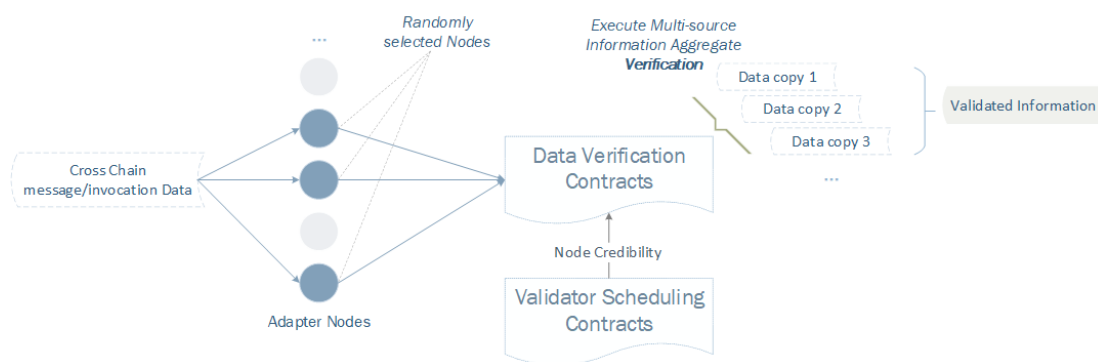 ...
Randomly
selected Nodes
Execute Multi-source
Information Aggregate
Verification
Data copy 1
Data copy 2
Data copy 3
...
Validated Information
Cross Chain
message/invocation Data
Data Verification
Contracts
Node Credibility
Validator Scheduling
Contracts
Adapter Nodes